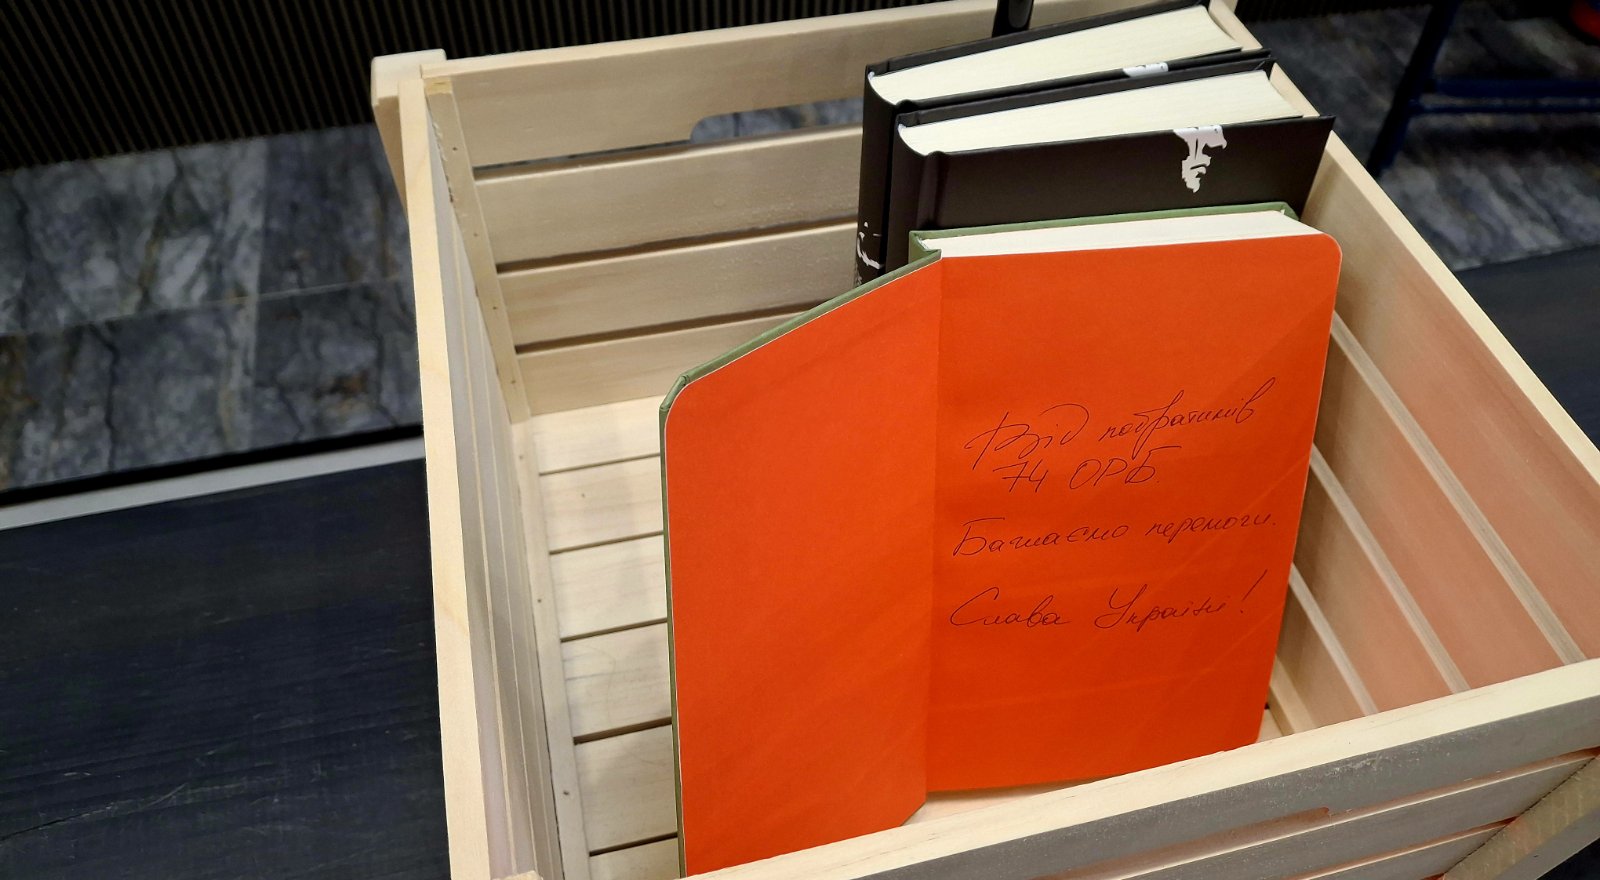 Від побратимів
74 ОРБ.
Бажаємо перемоги.
Слава Україні!